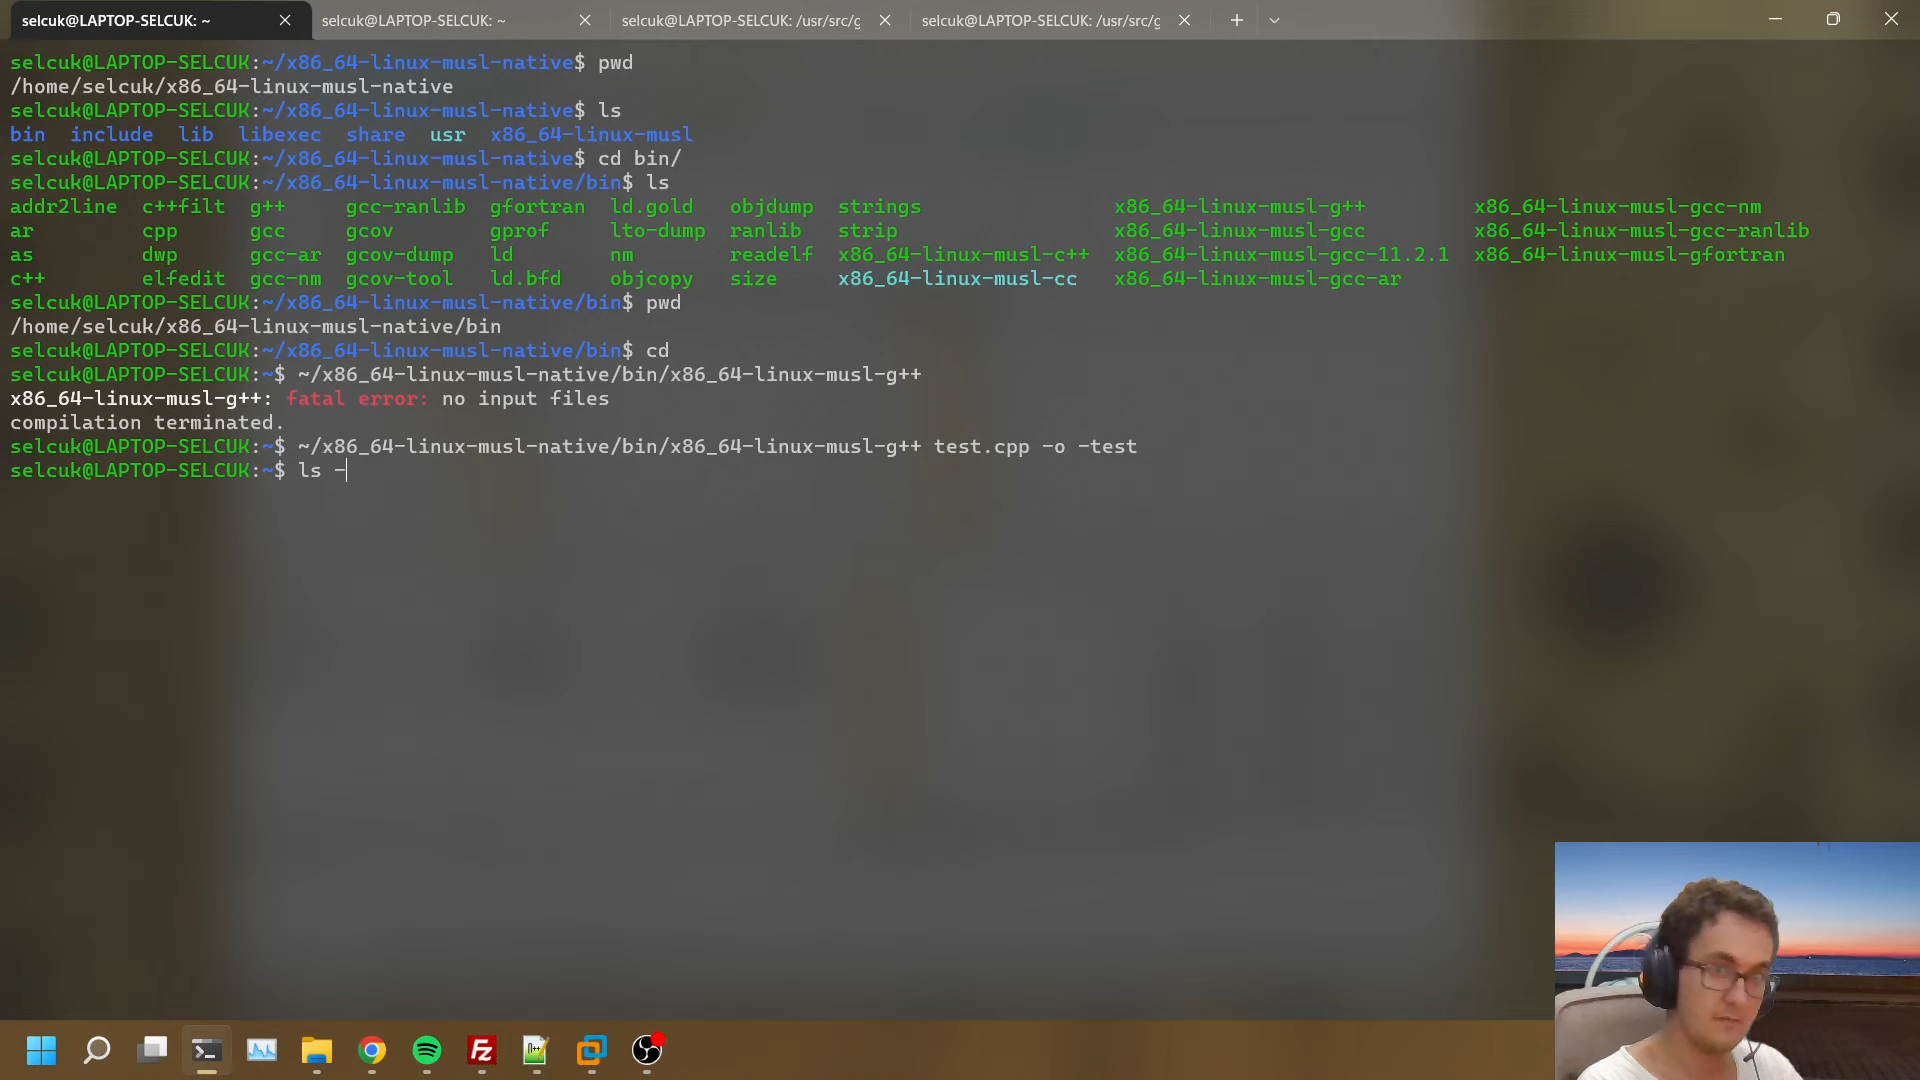 selcuk@LAPTOP-SELCUK: ~ selcuk@LAPTOP-SELCUK: ~ selcuk@LAPTOP-SELCUK: /usr/src/g selcuk@LAPTOP-SELCUK: /usr/src/g
selcuk@LAPTOP-SELCUK:~/x86_64-linux-musl-native$ pwd
/home/selcuk/x86_64-linux-musl-native
selcuk@LAPTOP-SELCUK:~/x86_64-linux-musl-native$ ls
bin include lib libexec share usr x86_64-linux-musl
selcuk@LAPTOP-SELCUK:~/x86_64-linux-musl-native$ cd bin/
selcuk@LAPTOP-SELCUK:~/x86_64-linux-musl-native/bin$ ls
addr2line c++filt g++ gcc-ranlib gfortran ld.gold objdump strings x86_64-linux-musl-g++ x86_64-linux-musl-gcc-nm
ar cpp gcc gcov gprof lto-dump ranlib strip x86_64-linux-musl-gcc x86_64-linux-musl-gcc-ranlib
as dwp gcc-ar gcov-dump ld nm readelf x86_64-linux-musl-c++ x86_64-linux-musl-gcc-11.2.1 x86_64-linux-musl-gfortran
c++ elfedit gcc-nm gcov-tool ld.bfd objcopy size x86_64-linux-musl-cc x86_64-linux-musl-gcc-ar
selcuk@LAPTOP-SELCUK:~/x86_64-linux-musl-native/bin$ pwd
/home/selcuk/x86_64-linux-musl-native/bin
selcuk@LAPTOP-SELCUK:~/x86_64-linux-musl-native/bin$ cd
selcuk@LAPTOP-SELCUK:~$ ~/x86_64-linux-musl-native/bin/x86_64-linux-musl-g++
x86_64-linux-musl-g++: fatal error: no input files
compilation terminated.
selcuk@LAPTOP-SELCUK:~$ ~/x86_64-linux-musl-native/bin/x86_64-linux-musl-g++ test.cpp -o -test
selcuk@LAPTOP-SELCUK:~$ ls -
Fz